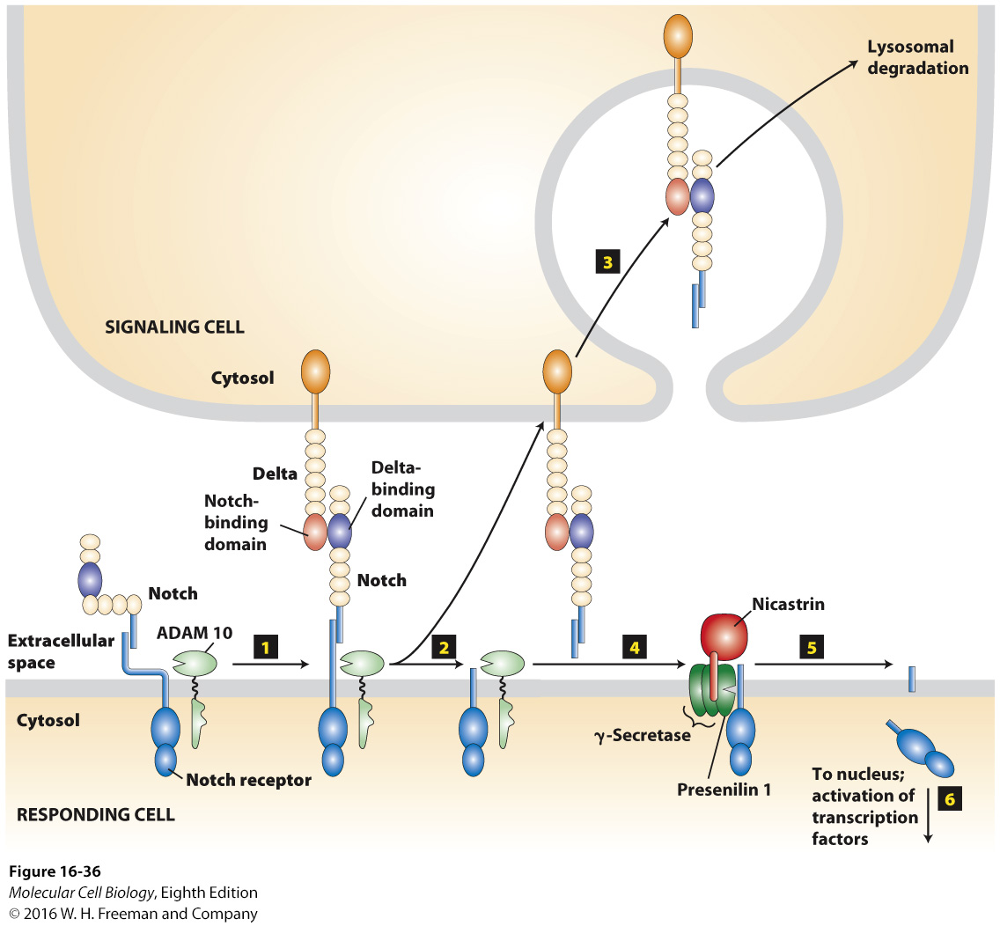 Lysosomal
degradation
3
SIGNALING CELL
Cytosol
Delta
Delta-
binding
domain
Notch-
binding
domain
Notch
Notch
Extracellular
space
ADAM 10
1
2
4
Nicastrin
5
Cytosol
γ-Secretase
Notch receptor
Presenilin 1
To nucleus;
activation of
transcription
factors
6
RESPONDING CELL
Figure 16-36
Molecular Cell Biology, Eighth Edition
© 2016 W. H. Freeman and Company